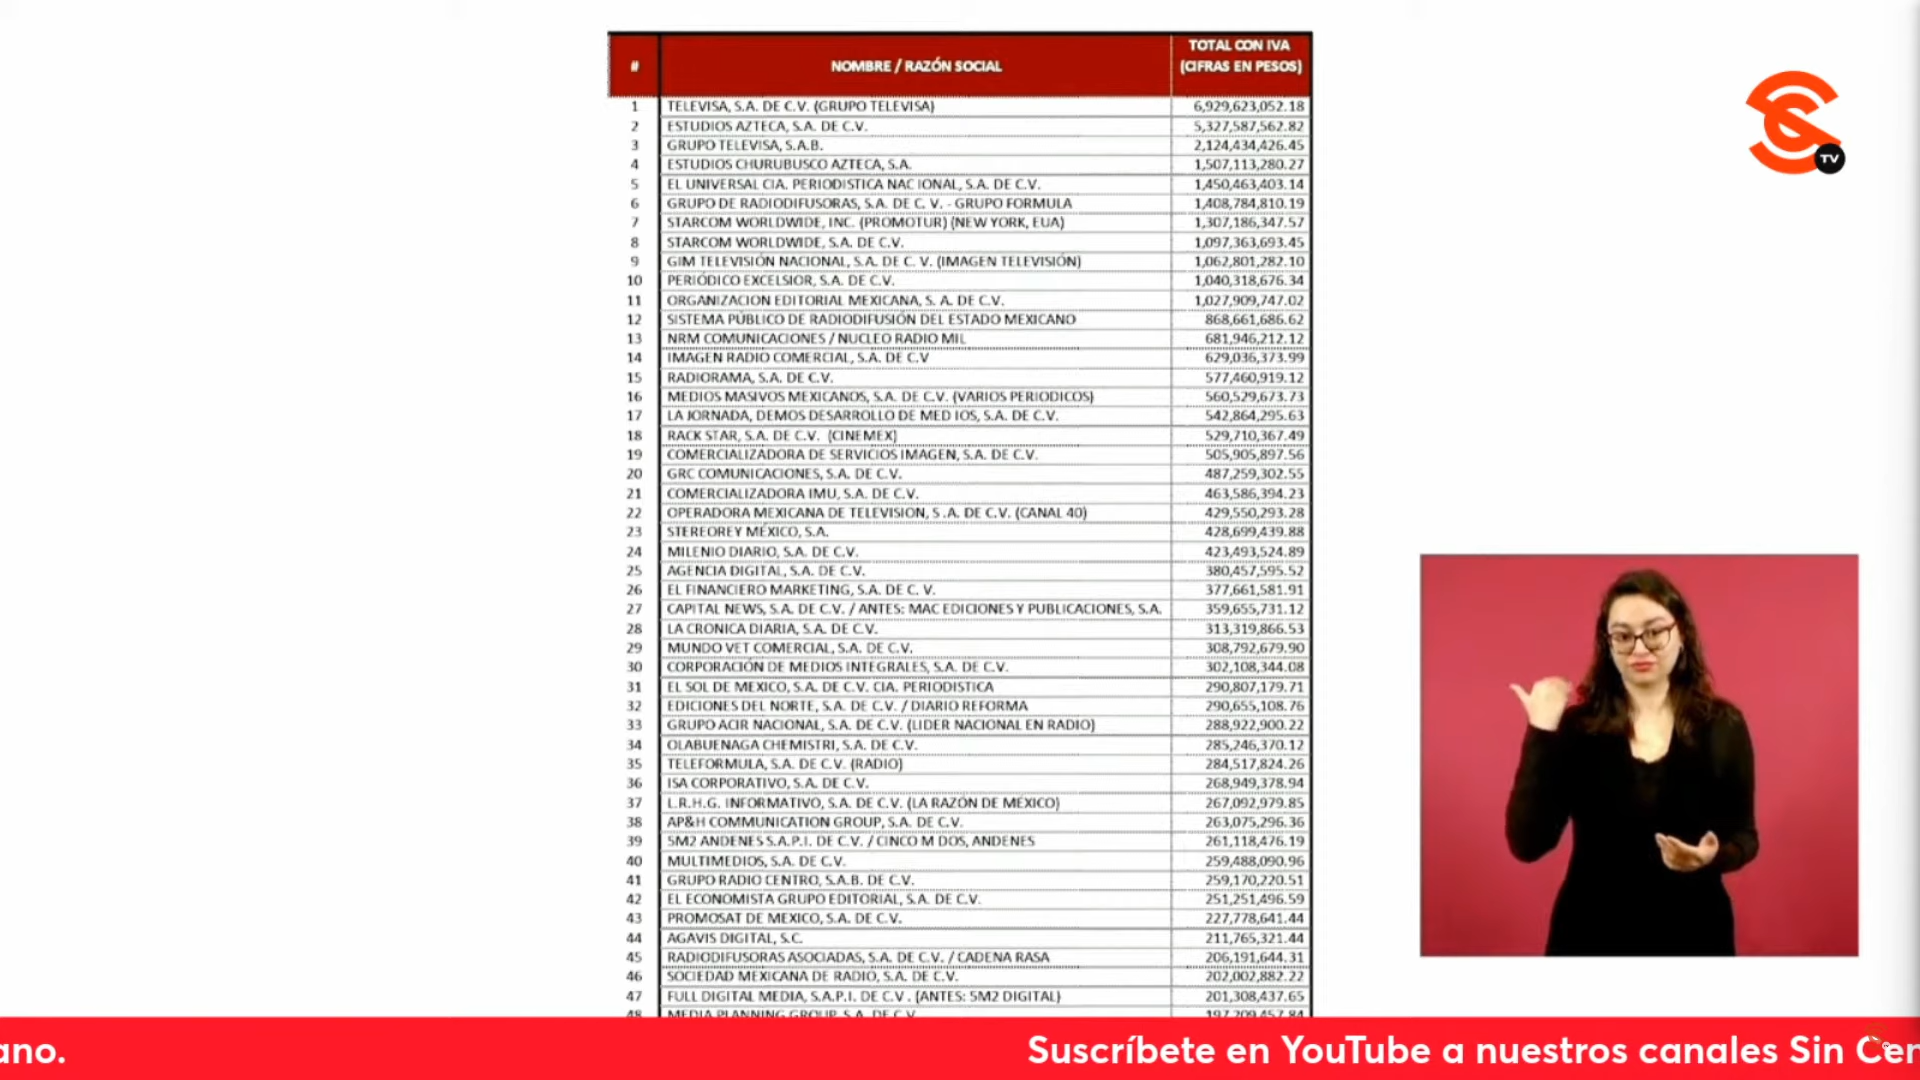 # NOMBRE / RAZÓN SOCIAL TOTAL CON IVA (CIFRAS EN PESOS)
1 TELEVISA, S.A. DE C.V. (GRUPO TELEVISA) 6,929,623,052.18
2 ESTUDIOS AZTECA, S.A. DE C.V. 5,327,587,562.82
3 GRUPO TELEVISA, S.A.B. 2,124,434,426.45
4 ESTUDIOS CHURUBUSCO AZTECA, S.A. 1,507,113,280.27
5 EL UNIVERSAL CIA. PERIODISTICA NACIONAL, S.A. DE C.V. 1,450,463,403.14
6 GRUPO DE RADIODIFUSORAS, S.A. DE C. V. - GRUPO FORMULA 1,408,784,810.19
7 STARCOM WORLDWIDE, INC. (PROMOTUR) (NEW YORK, EUA) 1,307,186,347.57
8 STARCOM WORLDWIDE, S.A. DE C.V. 1,097,363,693.45
9 GIM TELEVISIÓN NACIONAL, S.A. DE C. V. (IMAGEN TELEVISIÓN) 1,062,801,282.10
10 PERIÓDICO EXCELSIOR, S.A. DE C.V. 1,040,318,676.34
11 ORGANIZACION EDITORIAL MEXICANA, S. A. DE C.V. 1,027,909,747.02
12 SISTEMA PÚBLICO DE RADIODIFUSIÓN DEL ESTADO MEXICANO 868,661,686.62
13 NRM COMUNICACIONES / NUCLEO RADIO MIL 681,946,212.12
14 IMAGEN RADIO COMERCIAL, S.A. DE C.V 629,036,373.99
15 RADIORAMA, S.A. DE C.V. 577,460,919.12
16 MEDIOS MASIVOS MEXICANOS, S.A. DE C.V. (VARIOS PERIODICOS) 560,529,673.73
17 LA JORNADA, DEMOS DESARROLLO DE MEDIOS, S.A. DE C.V. 542,864,295.63
18 RACK STAR, S.A. DE C.V. (CINEMEX) 529,710,367.49
19 COMERCIALIZADORA DE SERVICIOS IMAGEN, S.A. DE C.V. 505,905,897.56
20 GRC COMUNICACIONES, S.A. DE C.V. 487,259,302.55
21 COMERCIALIZADORA IMU, S.A. DE C.V. 463,586,394.23
22 OPERADORA MEXICANA DE TELEVISION, S.A. DE C.V. (CANAL 40) 429,550,293.28
23 STEREOREY MÉXICO, S.A. 428,699,439.88
24 MILENIO DIARIO, S.A. DE C.V. 423,493,524.89
25 AGENCIA DIGITAL, S.A. DE C.V. 380,457,595.52
26 EL FINANCIERO MARKETING, S.A. DE C. V. 377,661,581.91
27 CAPITAL NEWS, S.A. DE C.V. / ANTES: MAC EDICIONES Y PUBLICACIONES, S.A. 359,655,731.12
28 LA CRONICA DIARIA, S.A. DE C.V. 313,319,866.53
29 MUNDO VET COMERCIAL, S.A. DE C.V. 308,792,679.90
30 CORPORACIÓN DE MEDIOS INTEGRALES, S.A. DE C.V. 302,108,344.08
31 EL SOL DE MEXICO, S.A. DE C.V. CIA. PERIODISTICA 290,807,179.71
32 EDICIONES DEL NORTE, S.A. DE C.V. / DIARIO REFORMA 290,655,108.76
33 GRUPO ACIR NACIONAL, S.A. DE C.V. (LIDER NACIONAL EN RADIO) 288,922,900.22
34 OLABUENAGA CHEMISTRI, S.A. DE C.V. 285,246,370.12
35 TELEFORMULA, S.A. DE C.V. (RADIO) 284,517,824.26
36 ISA CORPORATIVO, S.A. DE C.V. 268,949,378.94
37 L.R.H.G. INFORMATIVO, S.A. DE C.V. (LA RAZÓN DE MÉXICO) 267,092,979.85
38 AP&H COMMUNICATION GROUP, S.A. DE C.V. 263,075,296.36
39 5M2 ANDENES S.A.P.I. DE C.V. / CINCO M DOS, ANDENES 261,118,476.19
40 MULTIMEDIOS, S.A. DE C.V. 259,488,090.96
41 GRUPO RADIO CENTRO, S.A.B. DE C.V. 259,170,220.51
42 EL ECONOMISTA GRUPO EDITORIAL, S.A. DE C.V. 251,251,496.59
43 PROMOSAT DE MEXICO, S.A. DE C.V. 227,778,641.44
44 AGAVIS DIGITAL, S.C. 211,765,321.44
45 RADIODIFUSORAS ASOCIADAS, S.A. DE C.V. / CADENA RASA 206,191,644.31
46 SOCIEDAD MEXICANA DE RADIO, S.A. DE C.V. 202,002,882.22
47 FULL DIGITAL MEDIA, S.A.P.I. DE C.V. (ANTES: 5M2 DIGITAL) 201,308,437.65
48 MEDIA PLANNING GROUP, S.A. DE C.V. 197,209,457.84
TV
ano. Suscríbete en YouTube a nuestros canales Sin Cen